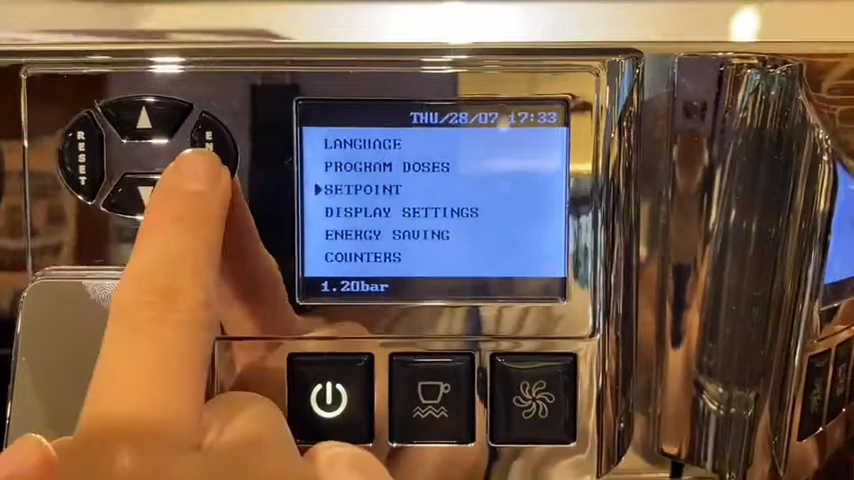 THU/28/07 17:33
LANGUAGE
PROGRAM DOSES
SETPOINT
DISPLAY SETTINGS
ENERGY SAVING
COUNTERS
1.20bar
RESET